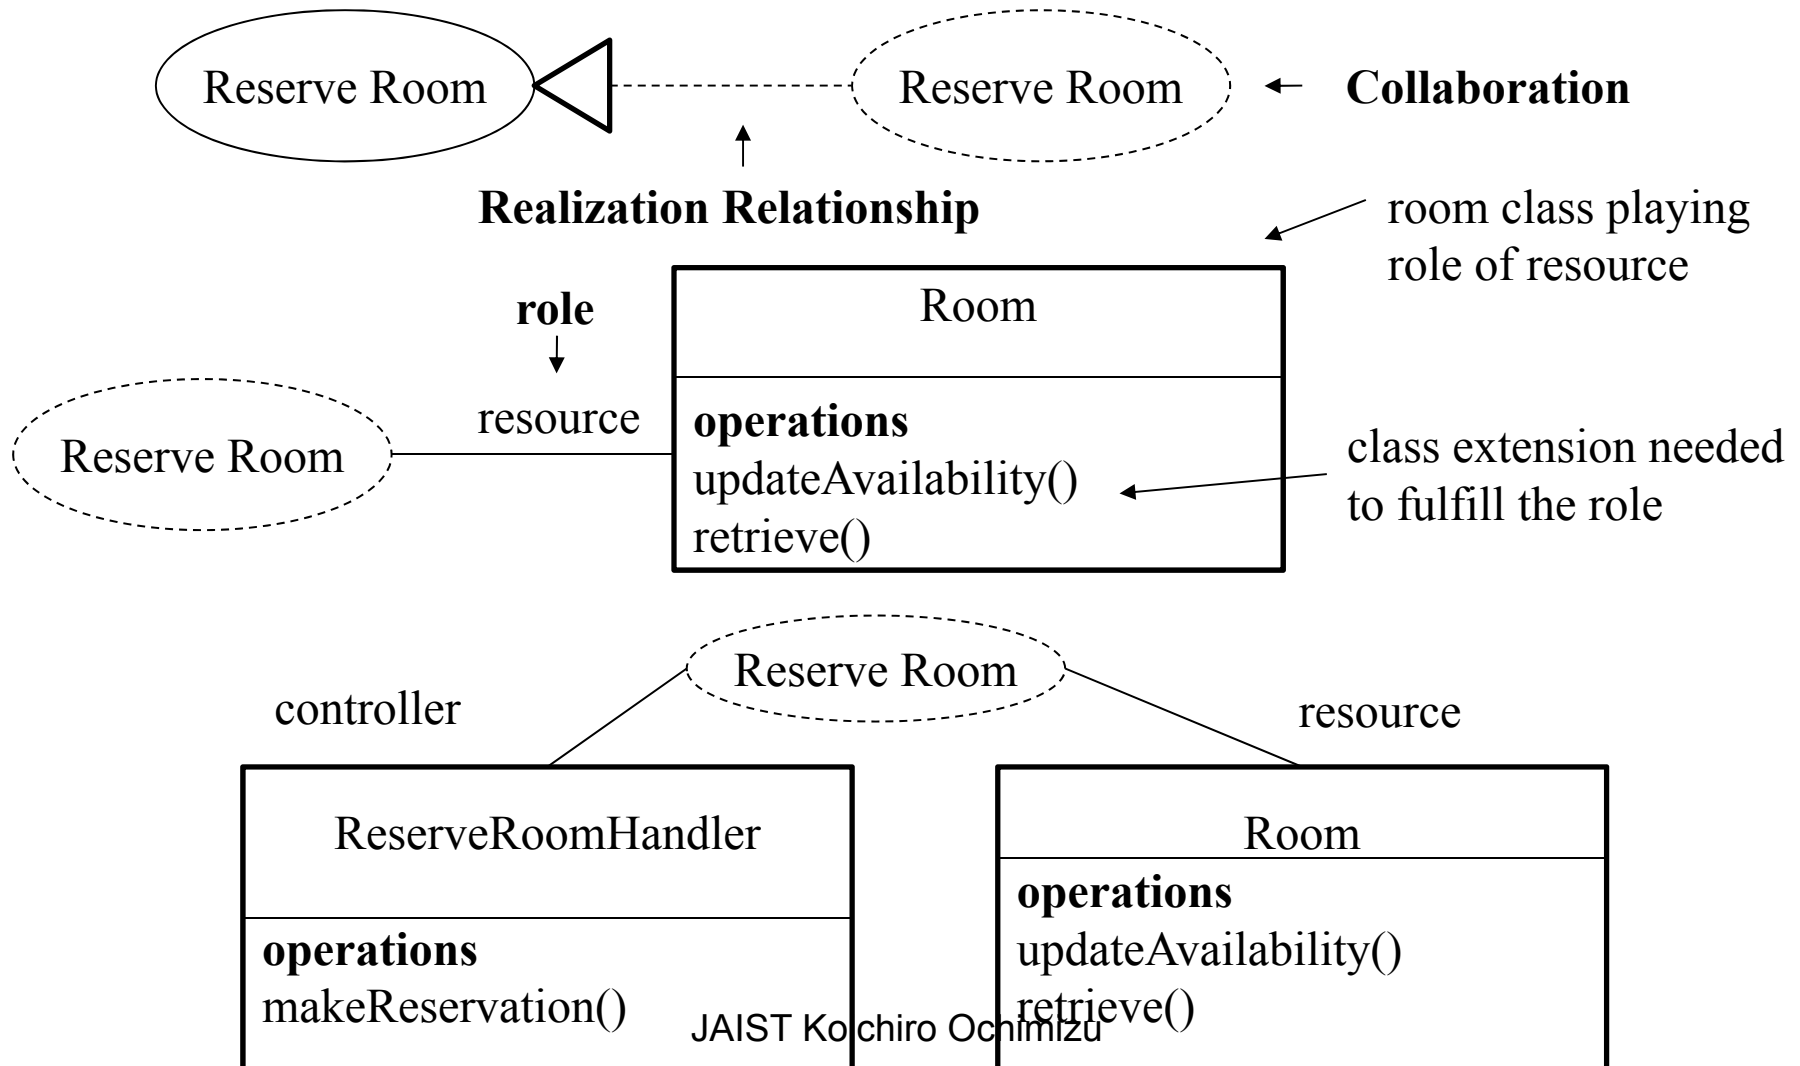 Reserve Room
Reserve Room
Collaboration
Realization Relationship
room class playing
role of resource
role
Room
resource
Reserve Room
operations
updateAvailability()
retrieve()
class extension needed
to fulfill the role
Reserve Room
controller
resource
ReserveRoomHandler
operations
makeReservation()
Room
operations
updateAvailability()
retrieve()
JAIST Koichiro Ochimizu